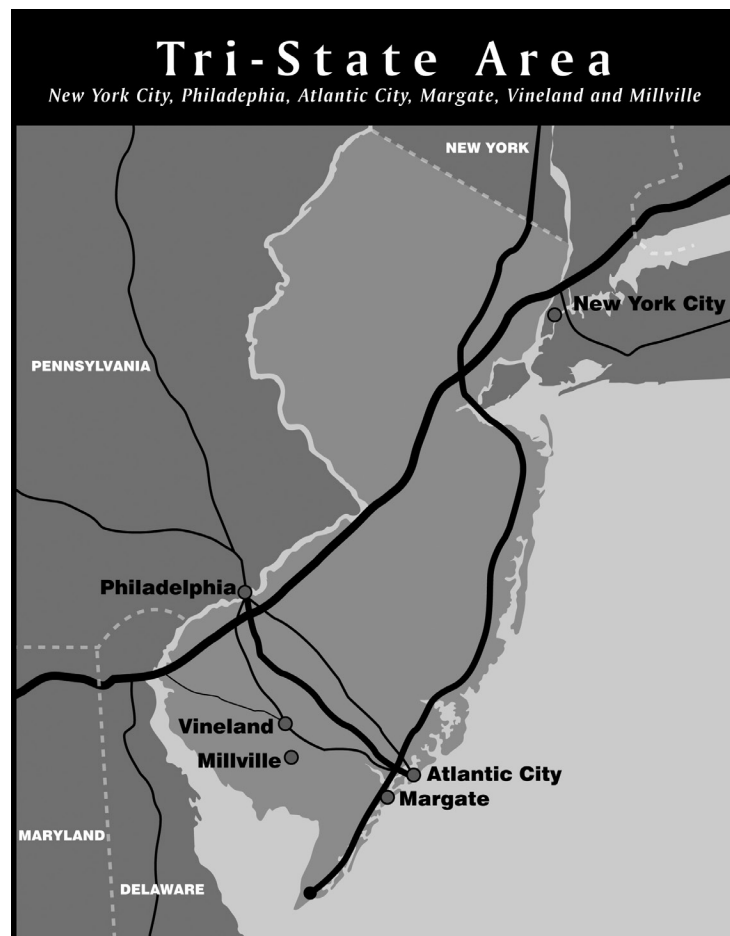 Tri-State Area
New York City, Philadephia, Atlantic City, Margate, Vineland and Millville
NEW YORK
New York City
PENNSYLVANIA
Philadelphia
Vineland
Millville
Atlantic City
Margate
MARYLAND
DELAWARE